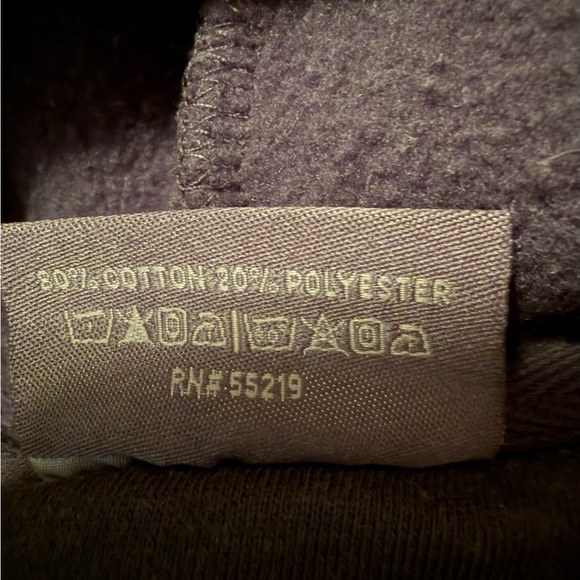 80% COTTON 20% POLYESTER
RN# 55219